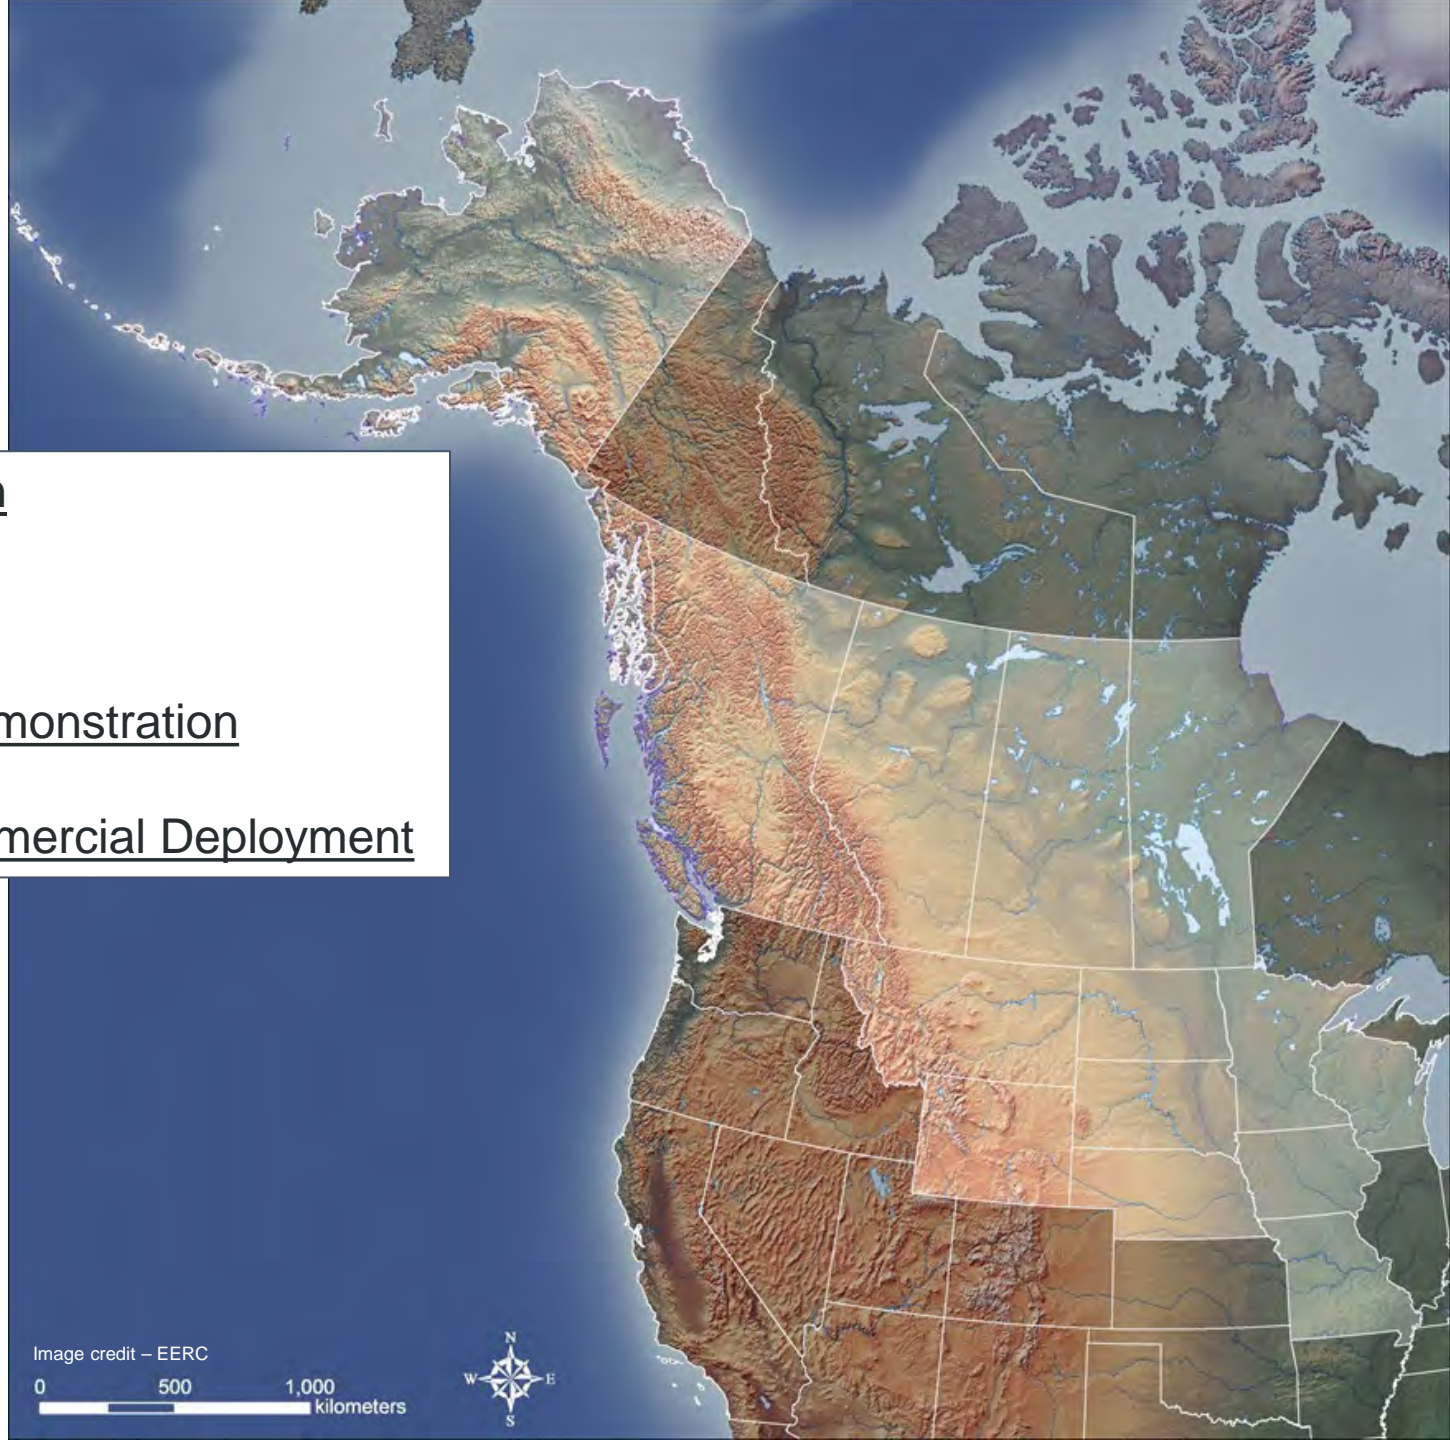 n
monstration
mercial Deployment
Image credit – EERC
0 500 1,000
kilometers
N
W E
S